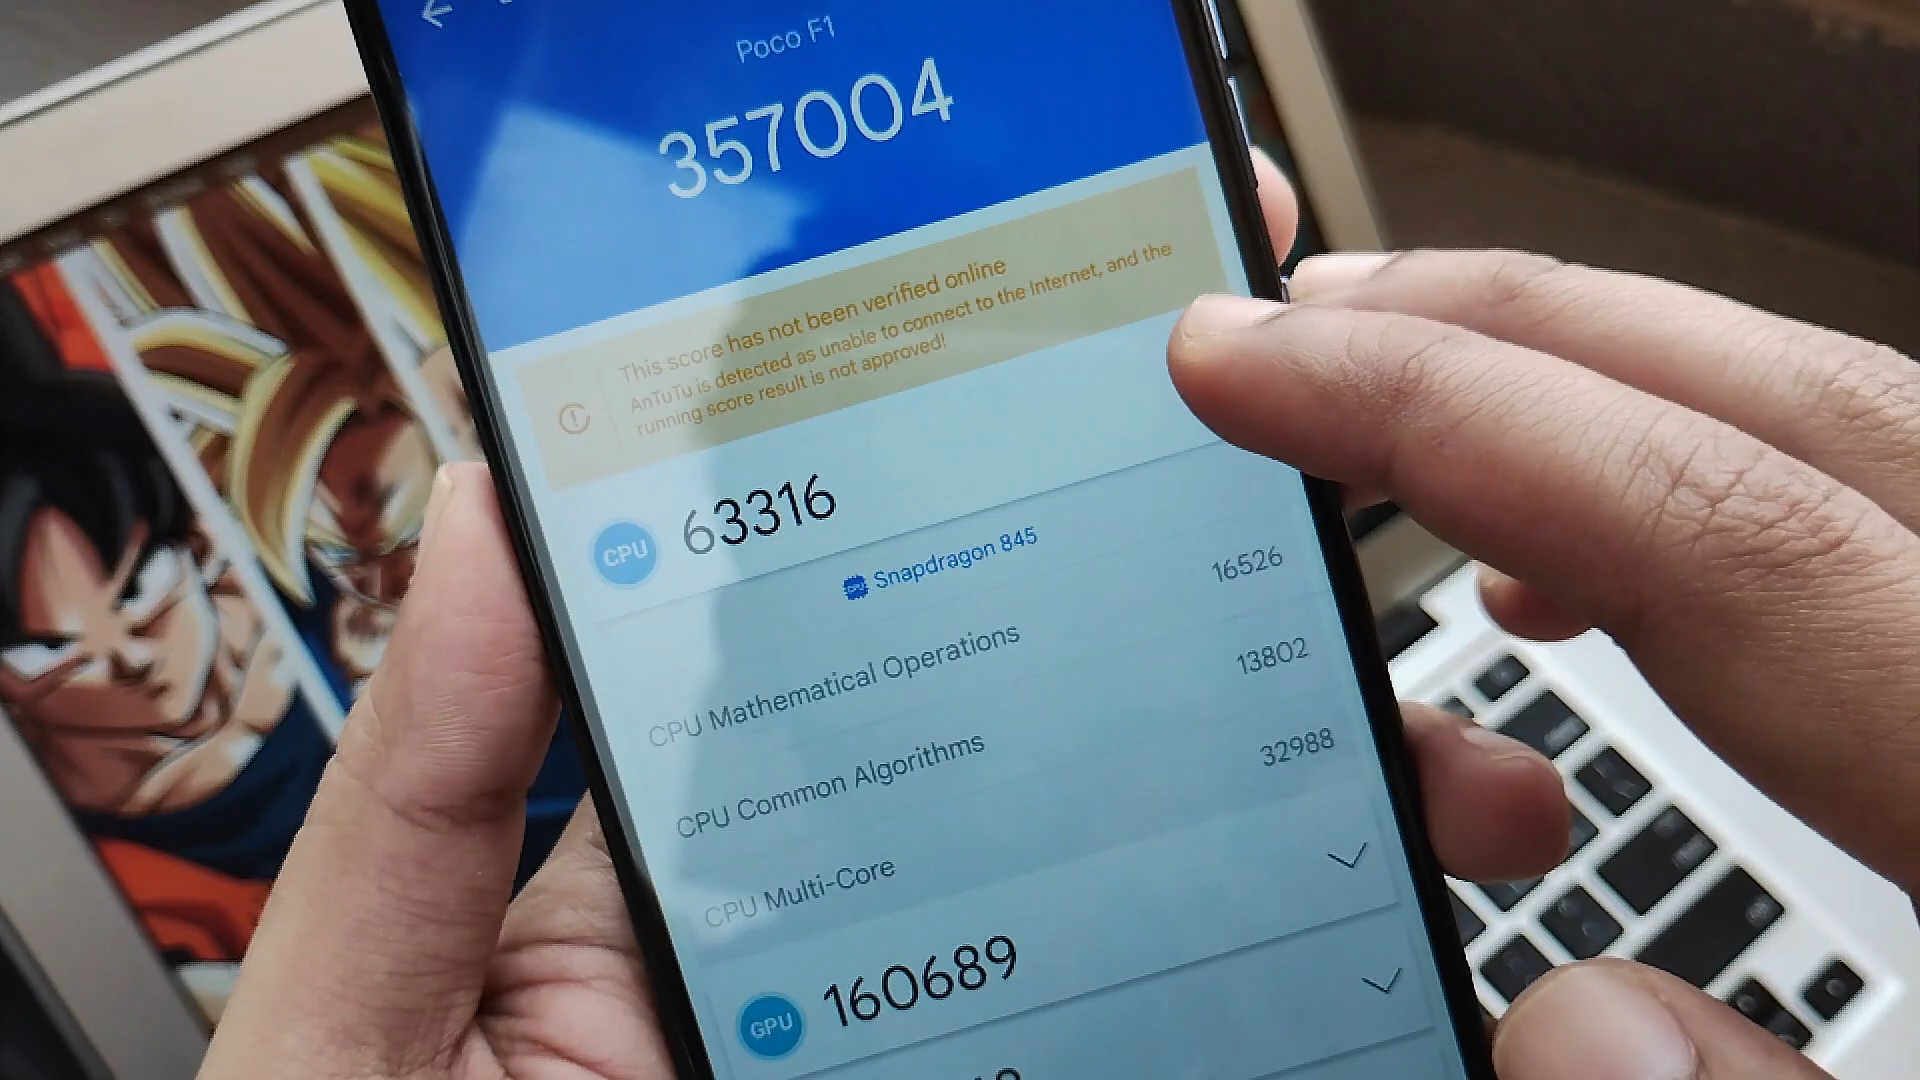 Poco F1
357004
This score has not been verified online
AnTuTu is detected as unable to connect to the Internet, and the
running score result is not approved!
CPU 63316
CPU Snapdragon 845
CPU Mathematical Operations 16526
CPU Common Algorithms 13802
CPU Multi-Core 32988
GPU 160689